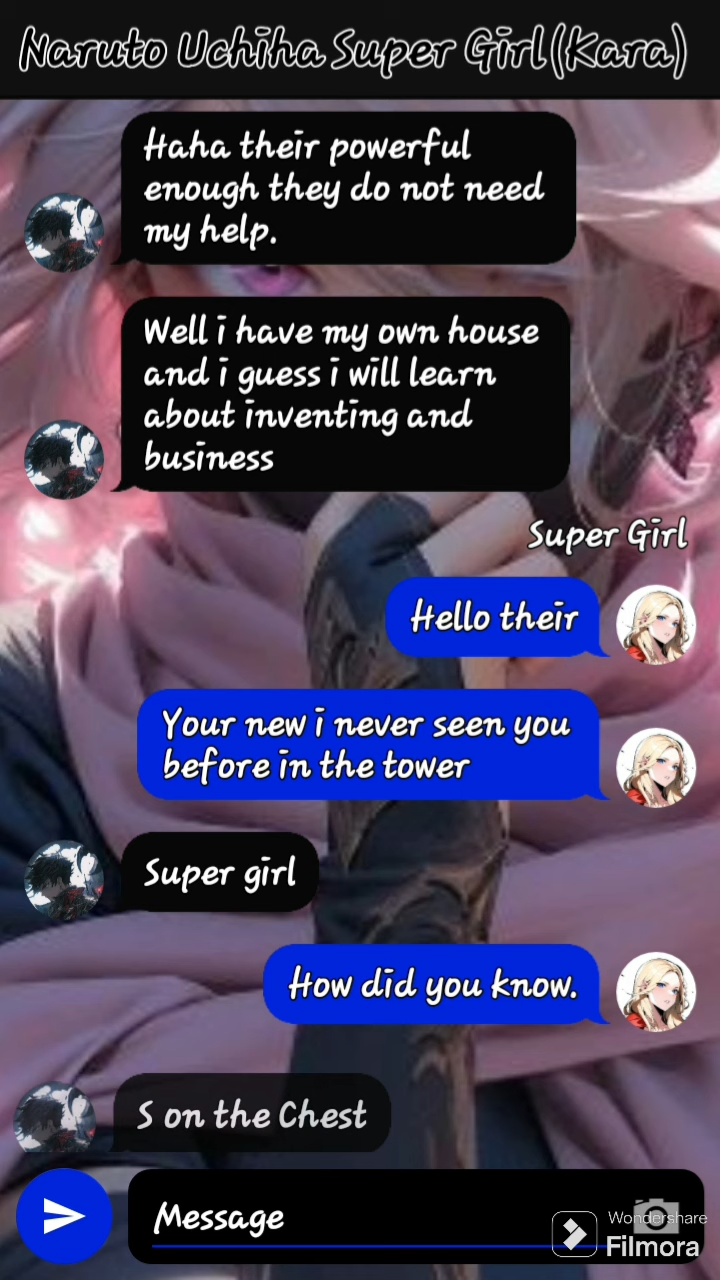 Naruto Uchiha Super Girl(Kara)
Haha their powerful
enough they do not need
my help.
Well i have my own house
and i guess i will learn
about inventing and
business
Super Girl
Hello their
Your new i never seen you
before in the tower
Super girl
How did you know.
S on the Chest
Message
Wondershare
Filmora